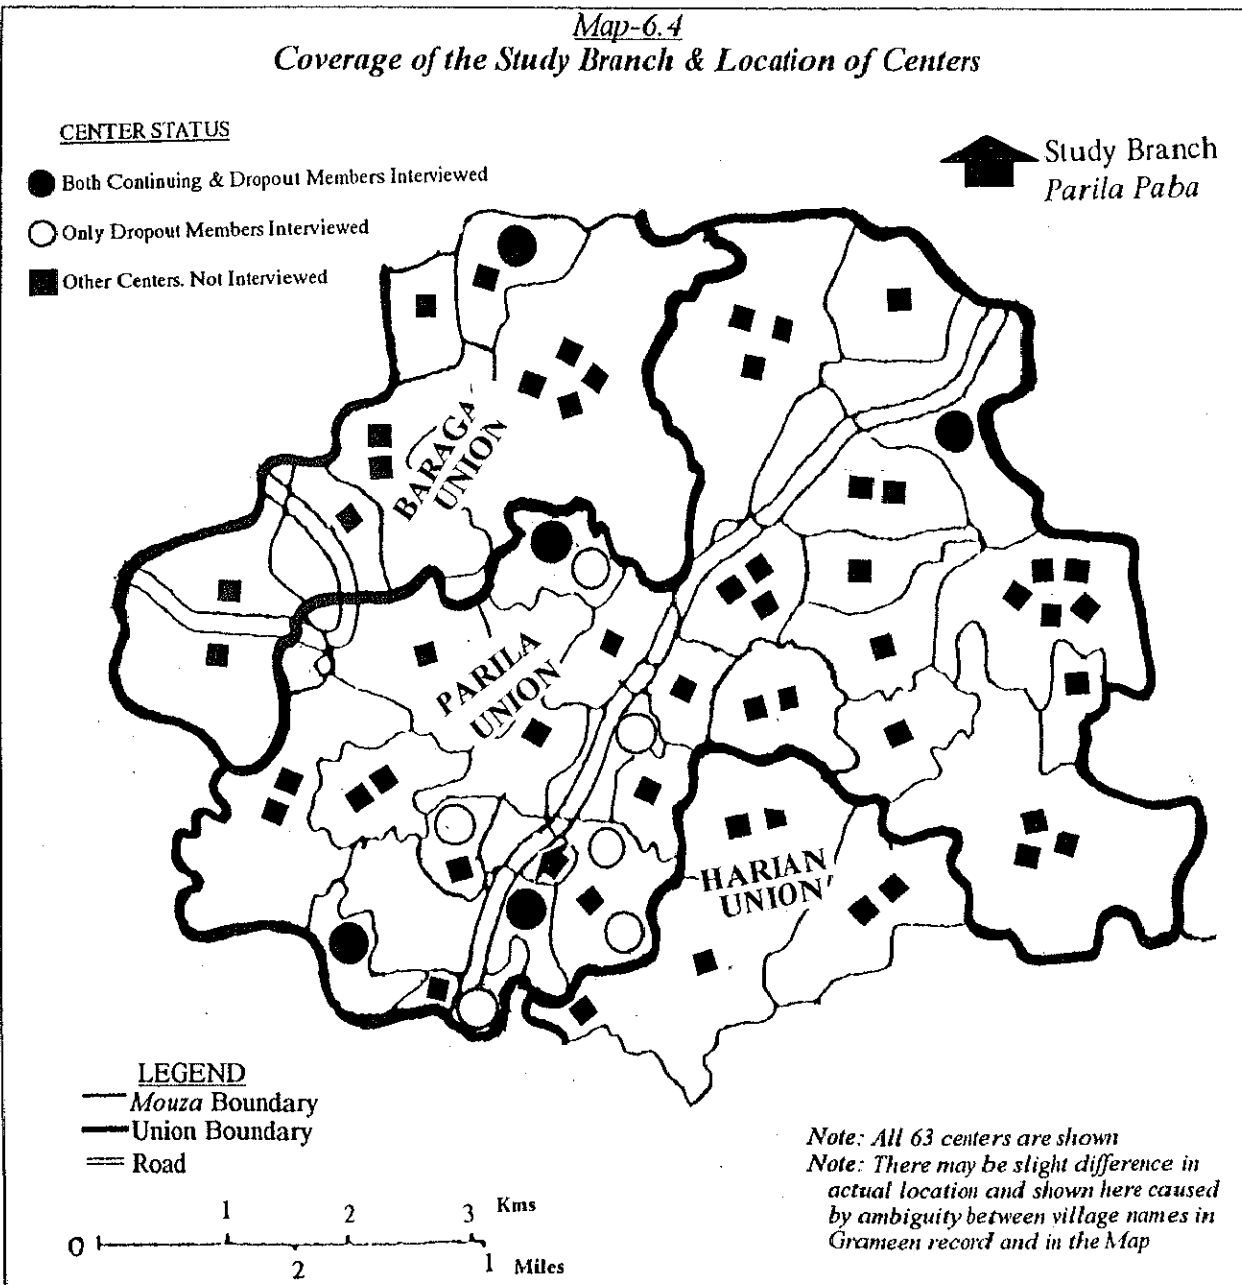 Map-6.4
Coverage of the Study Branch & Location of Centers
CENTER STATUS
Both Continuing & Dropout Members Interviewed
Only Dropout Members Interviewed
Other Centers. Not Interviewed
Study Branch
Parila Paba
BARAGA
UNION
PARILA
UNION
HARIAN
UNION
LEGEND
Mouza Boundary
Union Boundary
Road
1 2 3 Kms
0
2 1 Miles
Note: All 63 centers are shown
Note: There may be slight difference in
actual location and shown here caused
by ambiguity between village names in
Grameen record and in the Map